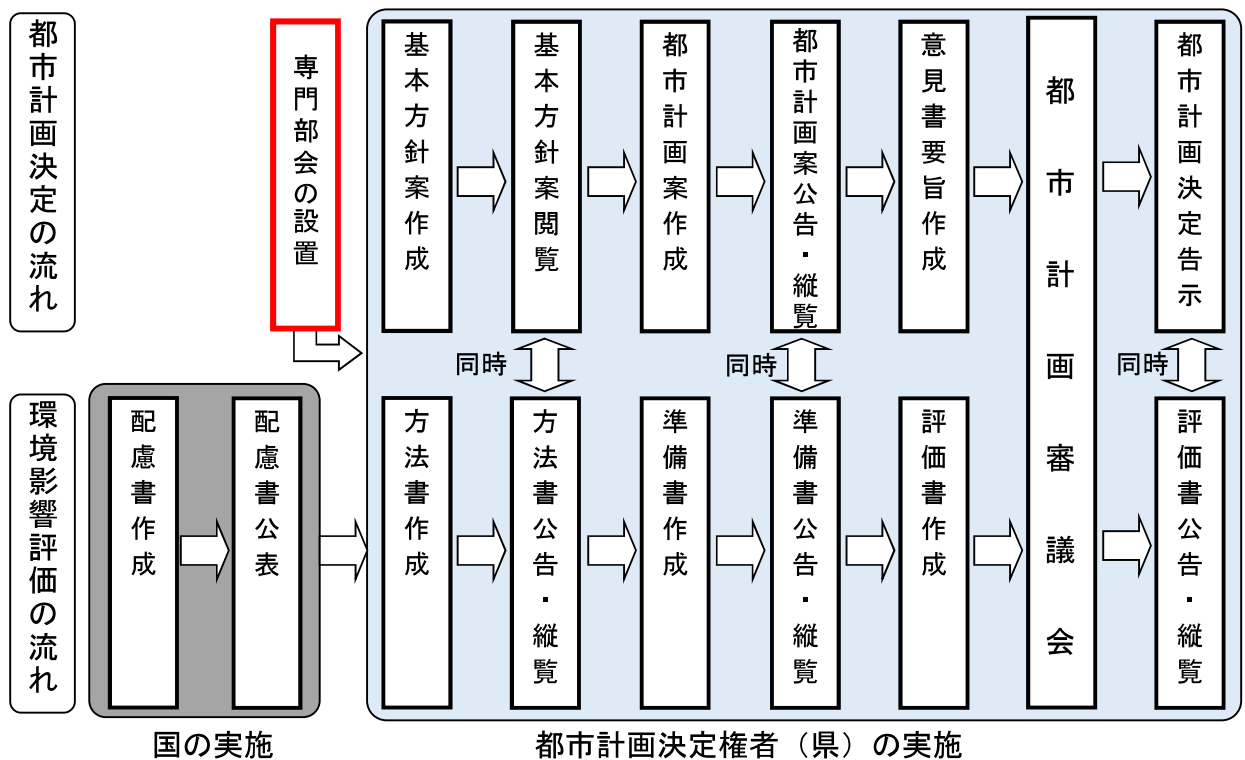 都市計画決定の流れ
専門部会の設置
基本方針案作成
基本方針案閲覧
都市計画案作成
都市計画案公告・縦覧
意見書要旨作成
都市計画審議会
都市計画決定告示
同時
同時
同時
環境影響評価の流れ
配慮書作成
配慮書公表
方法書作成
方法書公告・縦覧
準備書作成
準備書公告・縦覧
評価書作成
評価書公告・縦覧
国の実施
都市計画決定権者（県）の実施